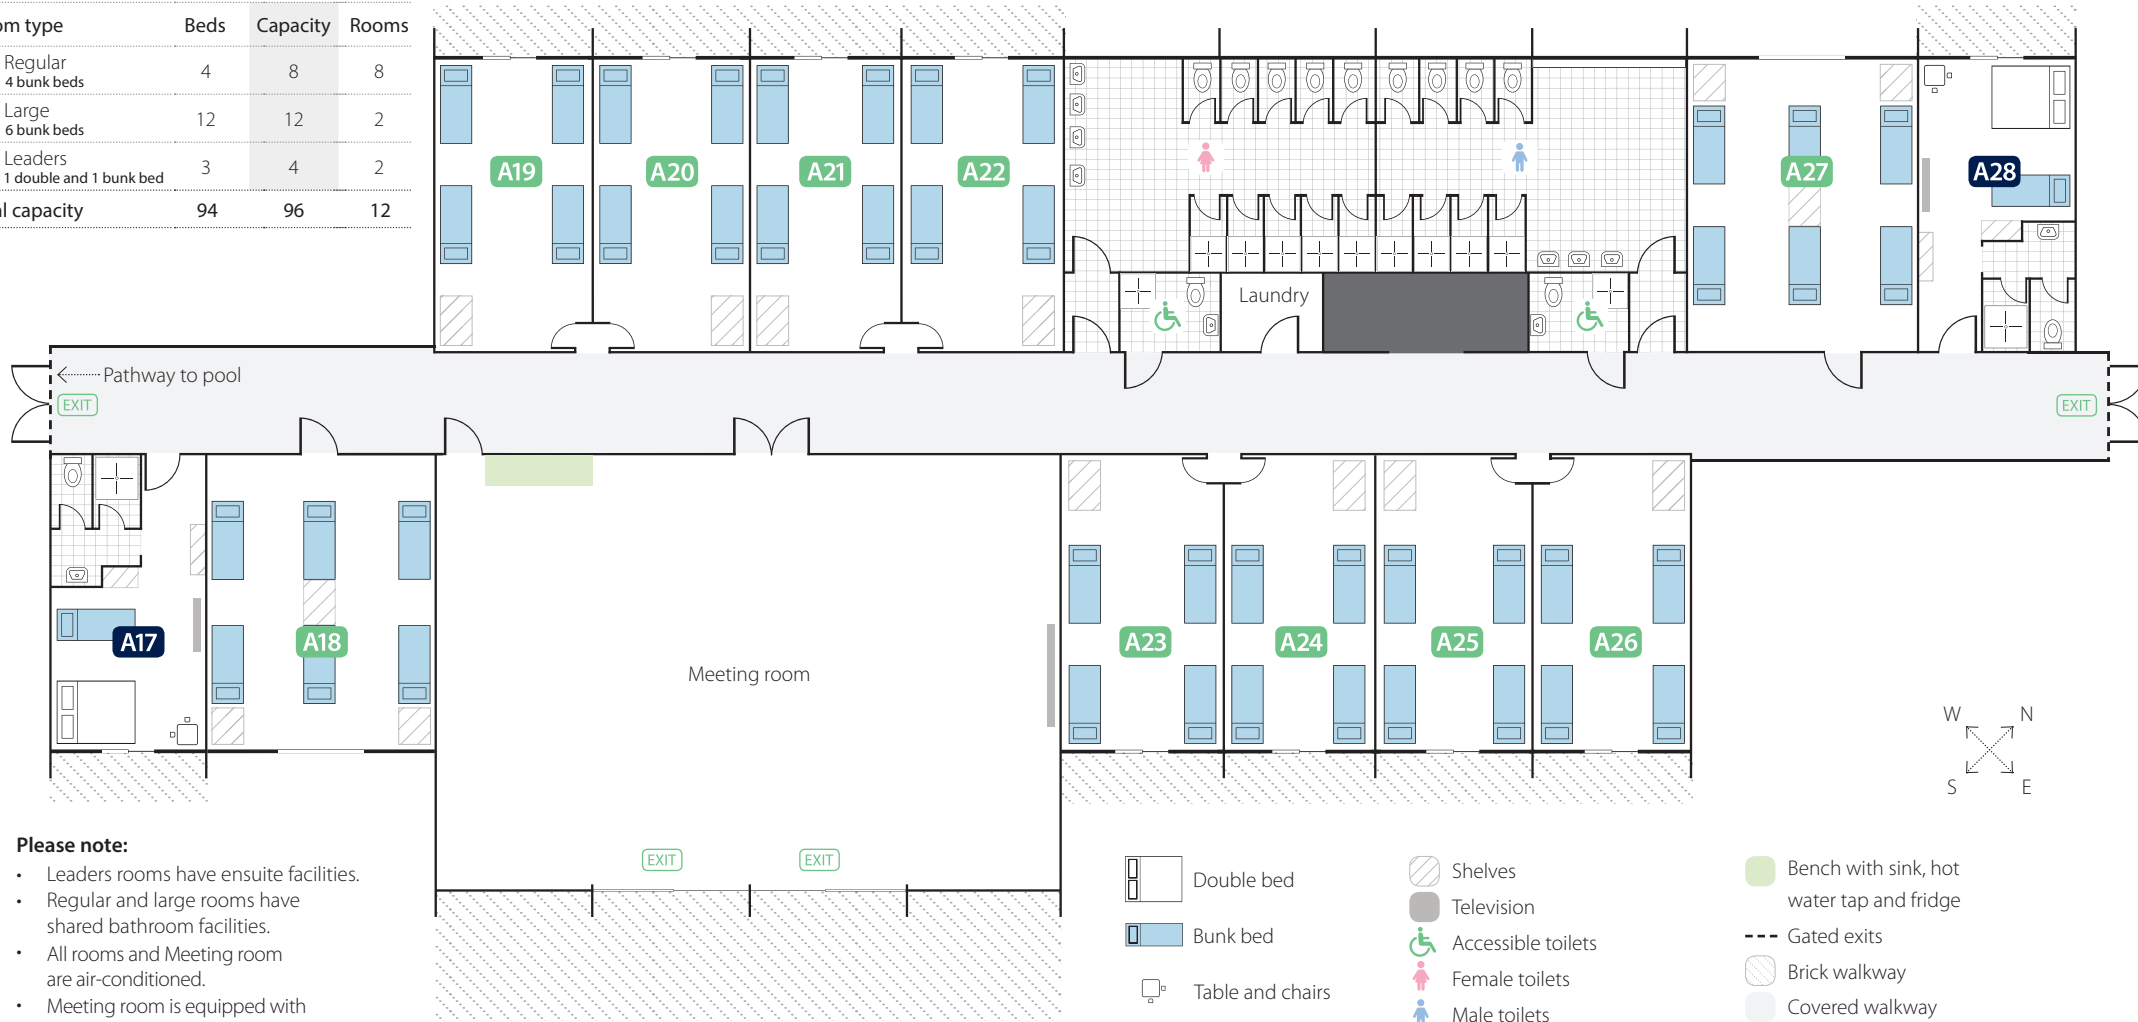 om type Beds Capacity Rooms
Regular 4 8 8
4 bunk beds
Large 12 12 2
6 bunk beds
Leaders 3 4 2
1 double and 1 bunk bed
al capacity 94 96 12
A19 A20 A21 A22 A27 A28
Laundry
Pathway to pool
EXIT EXIT
A17 A18 A23 A24 A25 A26
Meeting room
W N
S E
EXIT EXIT
Please note:
• Leaders rooms have ensuite facilities.
• Regular and large rooms have
shared bathroom facilities.
• All rooms and Meeting room
are air-conditioned.
• Meeting room is equipped with
Double bed
Bunk bed
Table and chairs
Shelves
Television
Accessible toilets
Female toilets
Male toilets
Bench with sink, hot
water tap and fridge
Gated exits
Brick walkway
Covered walkway